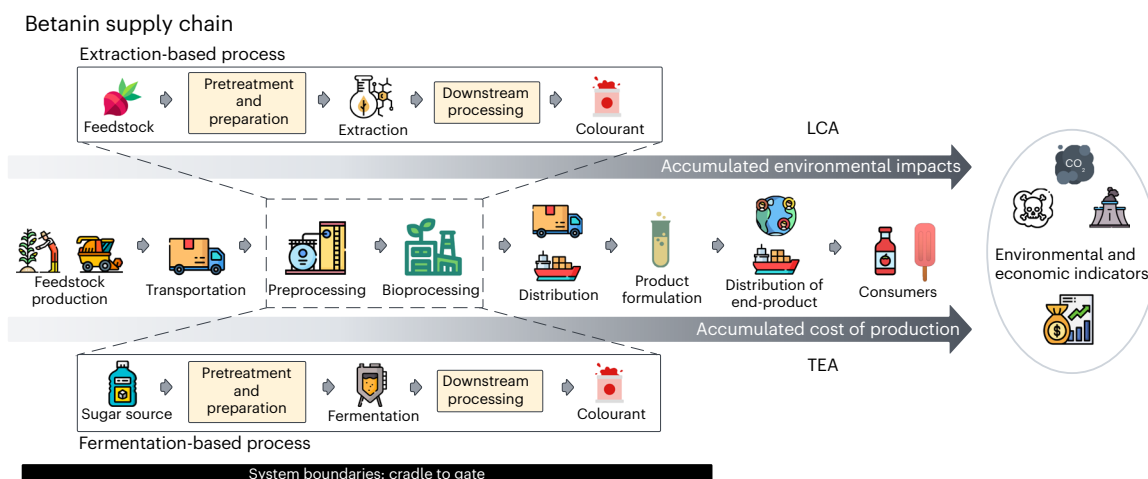 Betanin supply chain
Extraction-based process
Feedstock
Pretreatment
and
preparation
Extraction
Downstream
processing
Colourant
LCA
Accumulated environmental impacts
CO2
Feedstock
production
Transportation
Preprocessing
Bioprocessing
Distribution
Product
formulation
Distribution of
end-product
Consumers
Environmental and
economic indicators
$
Accumulated cost of production
TEA
Sugar source
Pretreatment
and
preparation
Fermentation
Downstream
processing
Colourant
Fermentation-based process
System boundaries: cradle to gate